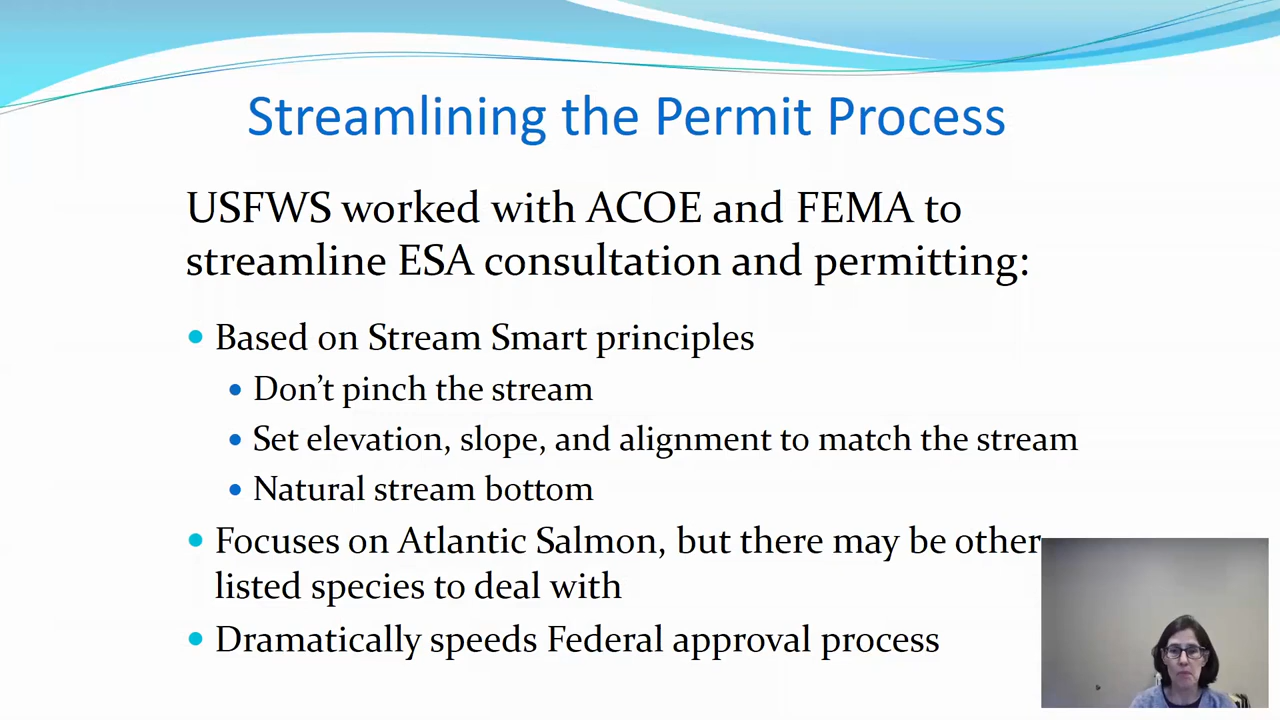 Streamlining the Permit Process
USFWS worked with ACOE and FEMA to
streamline ESA consultation and permitting:
• Based on Stream Smart principles
• Don’t pinch the stream
• Set elevation, slope, and alignment to match the stream
• Natural stream bottom
• Focuses on Atlantic Salmon, but there may be other
listed species to deal with
• Dramatically speeds Federal approval process